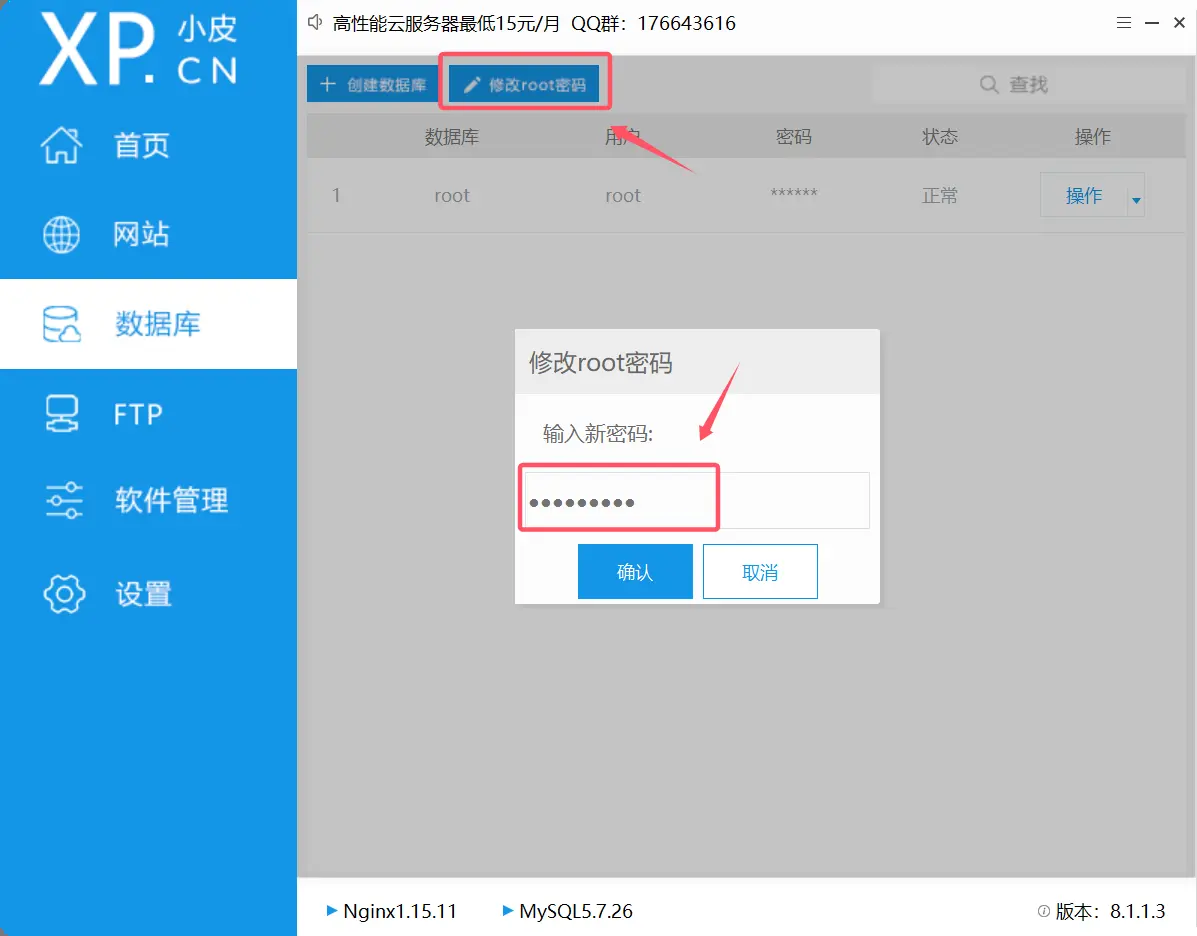 XP.小皮
CN
高性能云服务器最低15元/月 QQ群：176643616
首页
网站
数据库
FTP
软件管理
设置
创建数据库
修改root密码
查找
数据库 用户 密码 状态 操作
1 root root ****** 正常 操作
修改root密码
输入新密码:
●●●●●●●●●
确认 取消
Nginx1.15.11 MySQL5.7.26 版本：8.1.1.3